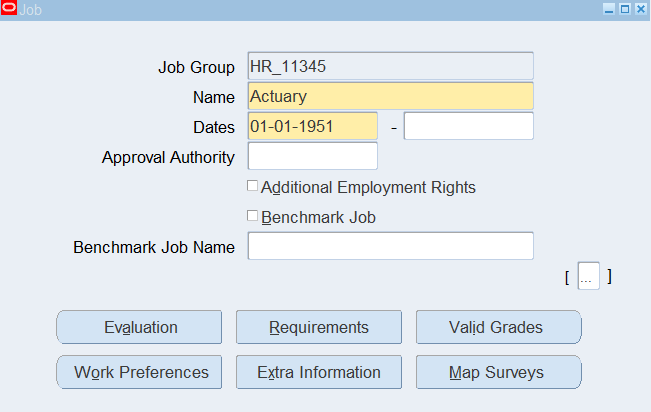 Job
Job Group HR_11345
Name Actuary
Dates 01-01-1951 -
Approval Authority
Additional Employment Rights
Benchmark Job
Benchmark Job Name
[ ... ]
Evaluation Requirements Valid Grades
Work Preferences Extra Information Map Surveys